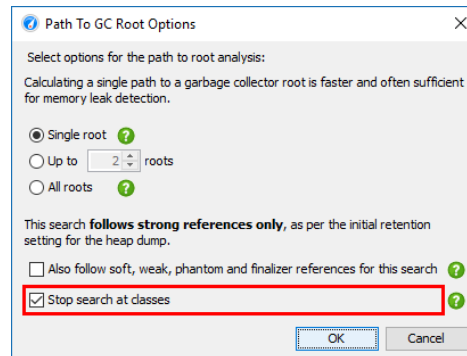 Path To GC Root Options
Select options for the path to root analysis:
Calculating a single path to a garbage collector root is faster and often sufficient
for memory leak detection.
Single root ?
Up to 2 roots
All roots ?
This search follows strong references only, as per the initial retention
setting for the heap dump.
Also follow soft, weak, phantom and finalizer references for this search ?
Stop search at classes ?
OK Cancel